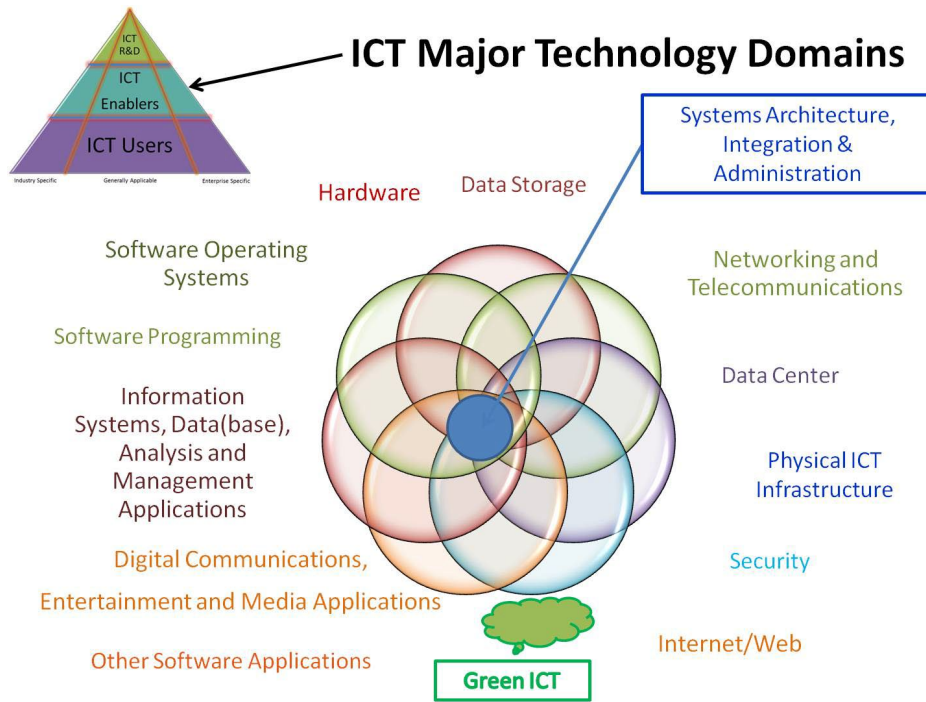 ICT Major Technology Domains
ICT
R&D
ICT
Enablers
ICT Users
Industry Specific
Generally Applicable
Enterprise Specific
Systems Architecture,
Integration &
Administration
Hardware
Data Storage
Software Operating
Systems
Networking and
Telecommunications
Software Programming
Data Center
Information
Systems, Data(base),
Analysis and
Management
Applications
Physical ICT
Infrastructure
Digital Communications,
Entertainment and Media Applications
Security
Internet/Web
Other Software Applications
Green ICT